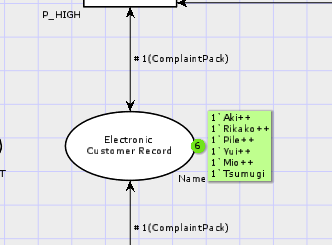 P_HIGH
# 1(ComplaintPack)
Electronic
Customer Record
6
1`Aki++
1`Rikako++
1`Pile++
1`Yui++
1`Mio++
1`Tsumugi
Name
T
# 1(ComplaintPack)